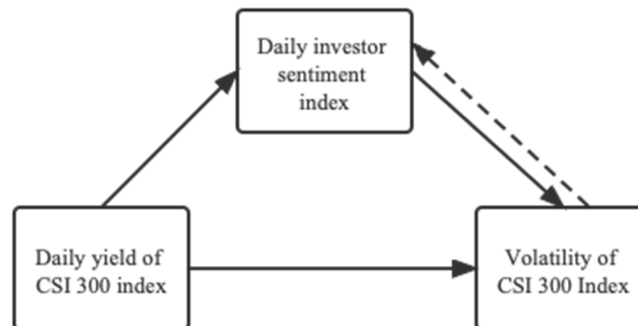 Daily investor
sentiment
index
Daily yield of
CSI 300 index
Volatility of
CSI 300 Index